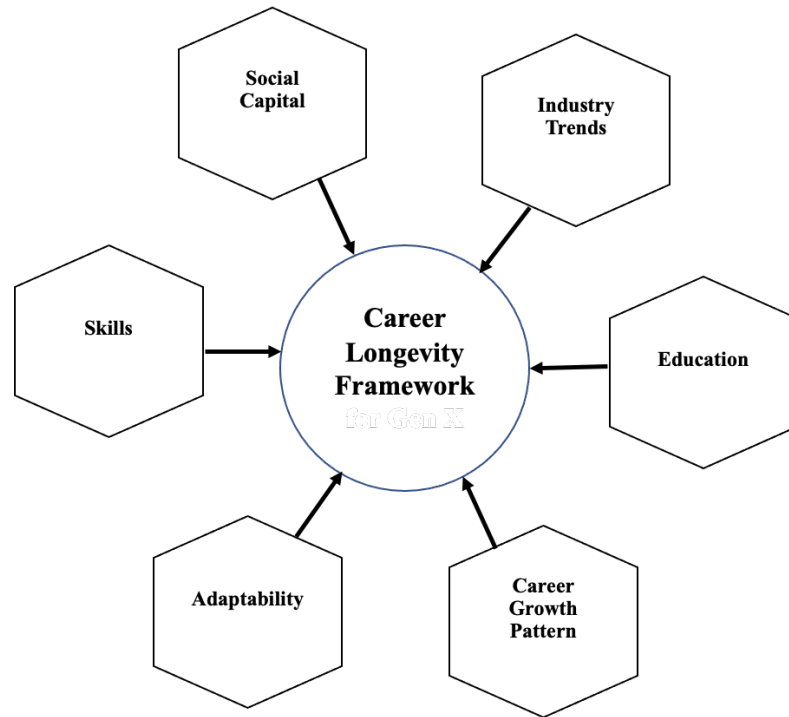 Social
Capital
Industry
Trends
Skills
Career
Longevity
Framework
for Gen X
Education
Adaptability
Career
Growth
Pattern